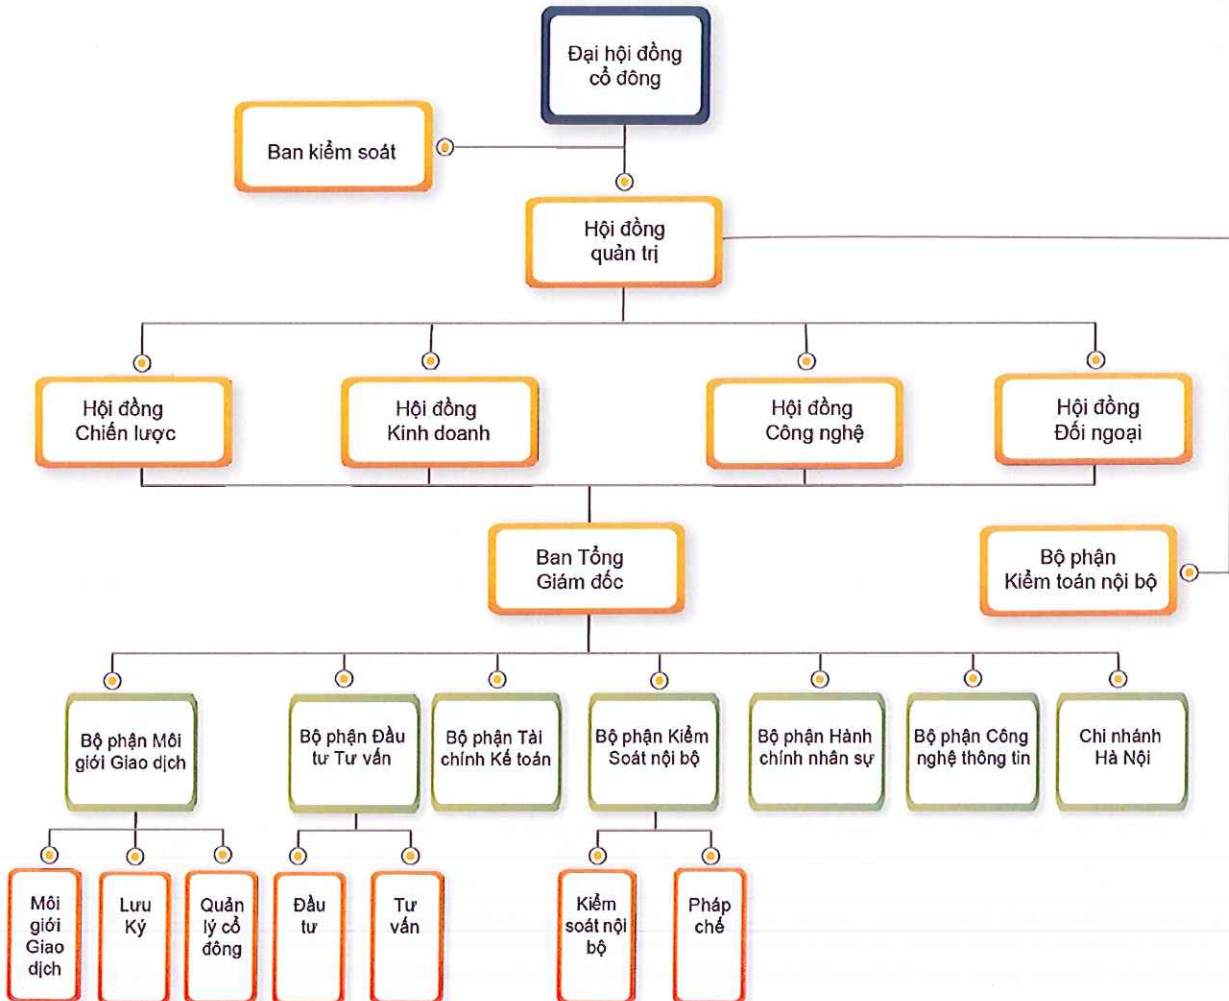 Đại hội đồng
cổ đông
Ban kiểm soát
Hội đồng
quản trị
Hội đồng
Chiến lược
Hội đồng
Kinh doanh
Hội đồng
Công nghệ
Hội đồng
Đối ngoại
Ban Tổng
Giám đốc
Bộ phận
Kiểm toán nội bộ
Bộ phận Môi
giới Giao dịch
Bộ phận Đầu
tư Tư vấn
Bộ phận Tài
chính Kế toán
Bộ phận Kiểm
Soát nội bộ
Bộ phận Hành
chính nhân sự
Bộ phận Công
nghệ thông tin
Chi nhánh
Hà Nội
Môi
giới
Giao
dịch
Lưu
Ký
Quản
lý cổ
đông
Đầu
tư
Tư
vấn
Kiểm
soát nội
bộ
Pháp
chế